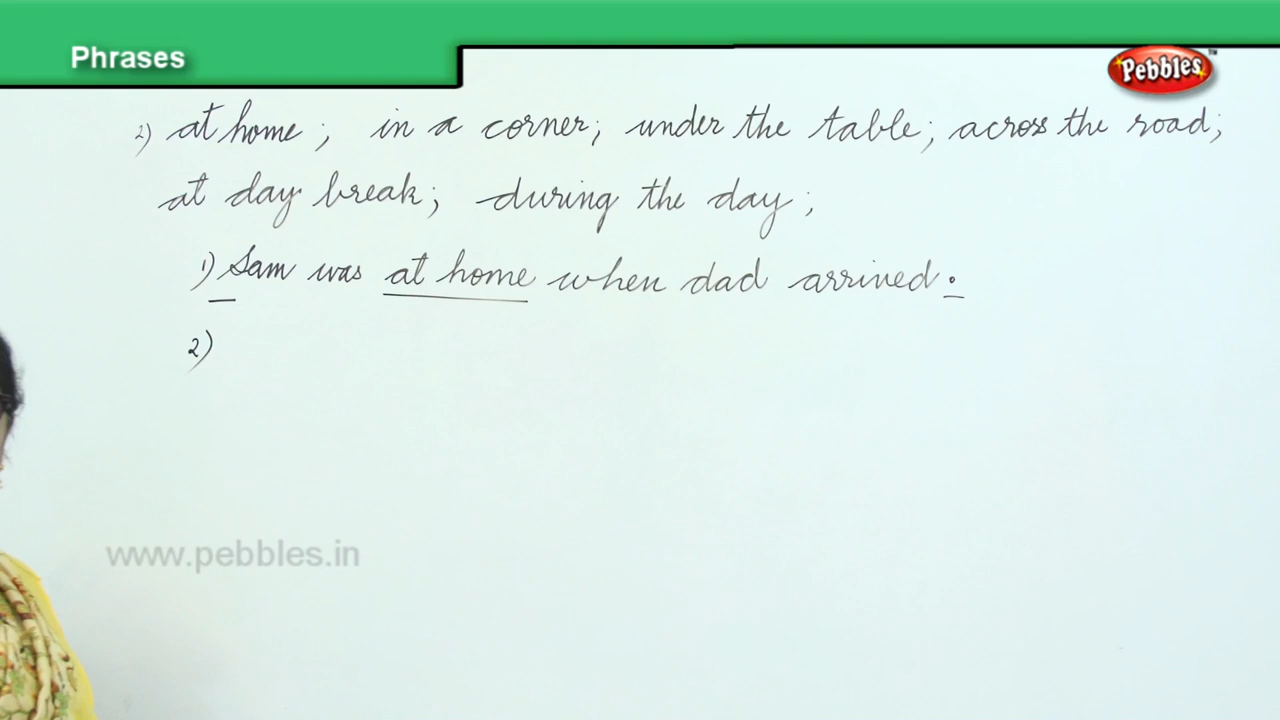 Phrases
Pebbles™
2) at home; in a corner; under the table; across the road;
at day break; during the day;
1) Sam was at home when dad arrived.
2)
www.pebbles.in